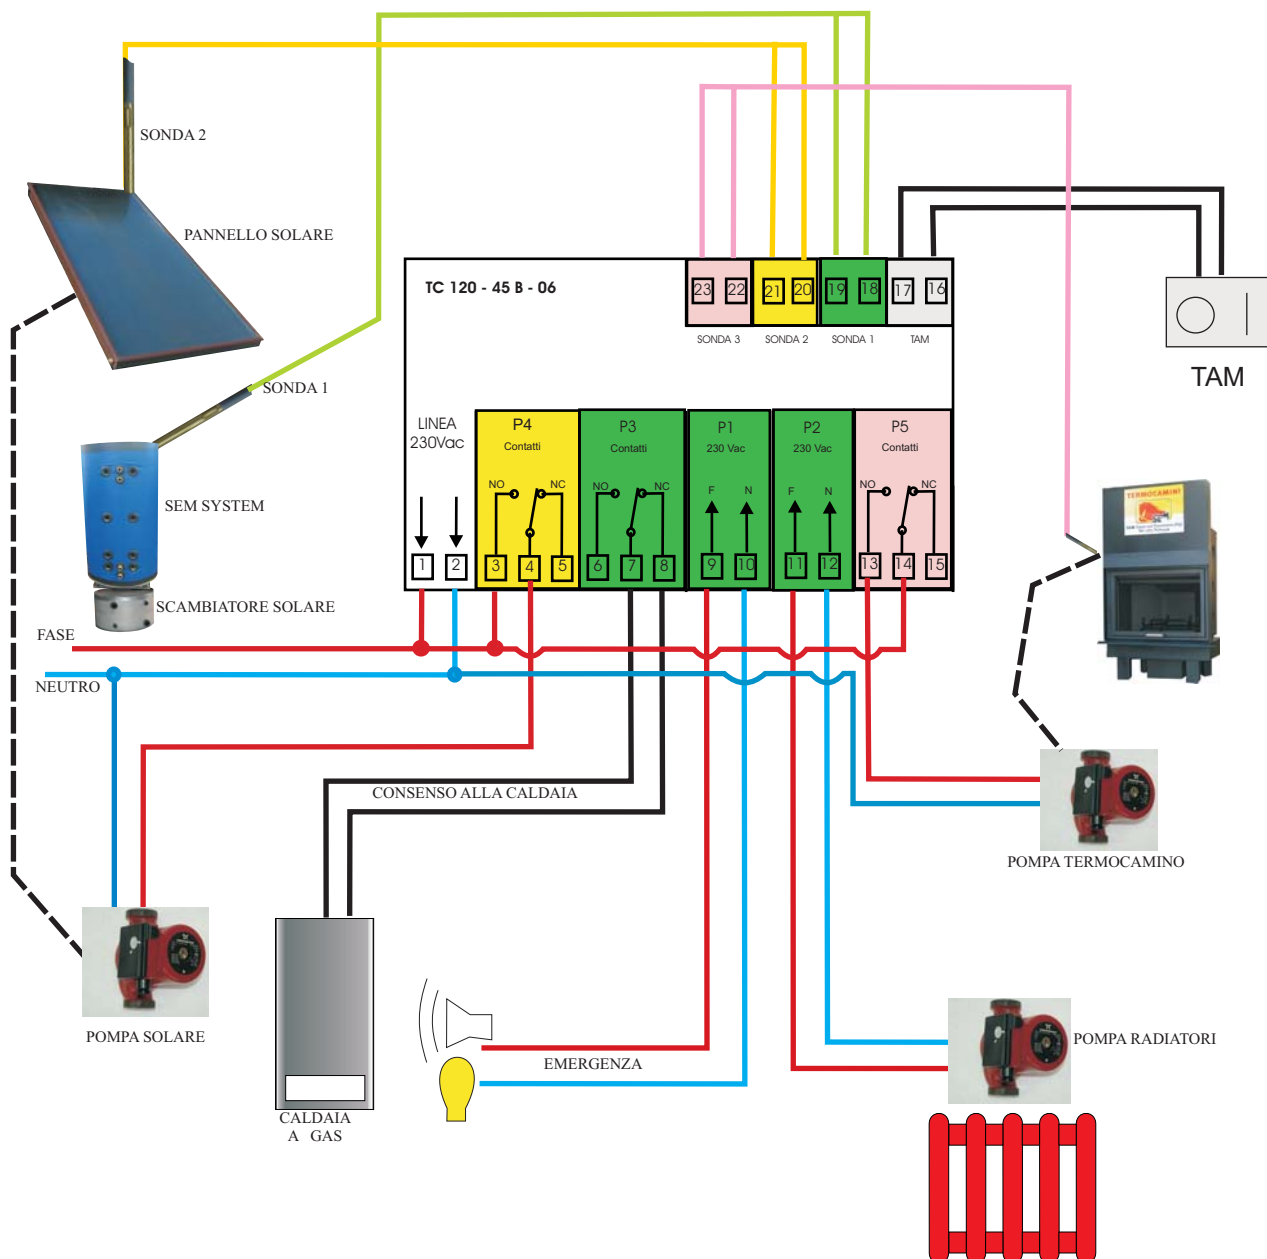 SONDA 2
PANNELLO SOLARE
SONDA 1
SEM SYSTEM
SCAMBIATORE SOLARE
TC 120 - 45 B - 06
23 22 21 20 19 18 17 16
SONDA 3 SONDA 2 SONDA 1 TAM
TAM
TERMOCAMINI
LINEA
230Vac
P4
Contatti
NO NC
P3
Contatti
NO NC
P1
230 Vac
F N
P2
230 Vac
F N
P5
Contatti
NO NC
1 2 3 4 5 6 7 8 9 10 11 12 13 14 15
FASE
NEUTRO
CONSENSO ALLA CALDAIA
POMPA TERMOCAMINO
POMPA SOLARE
EMERGENZA
POMPA RADIATORI
CALDAIA
A GAS